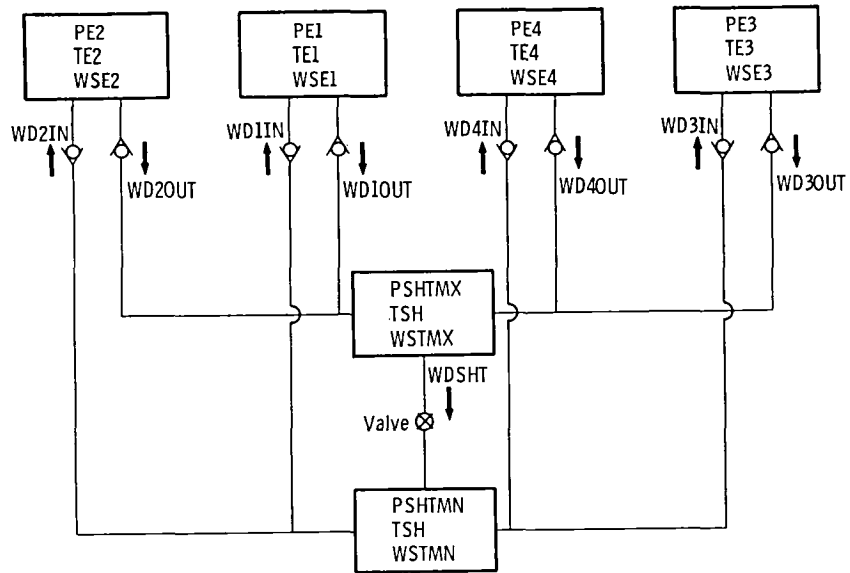 PE2
TE2
WSE2
PE1
TE1
WSE1
PE4
TE4
WSE4
PE3
TE3
WSE3
WD2IN
WD2OUT
WD1IN
WD1OUT
WD4IN
WD4OUT
WD3IN
WD3OUT
PSHTMX
TSH
WSTMX
WDSHT
Valve
PSHTMN
TSH
WSTMN